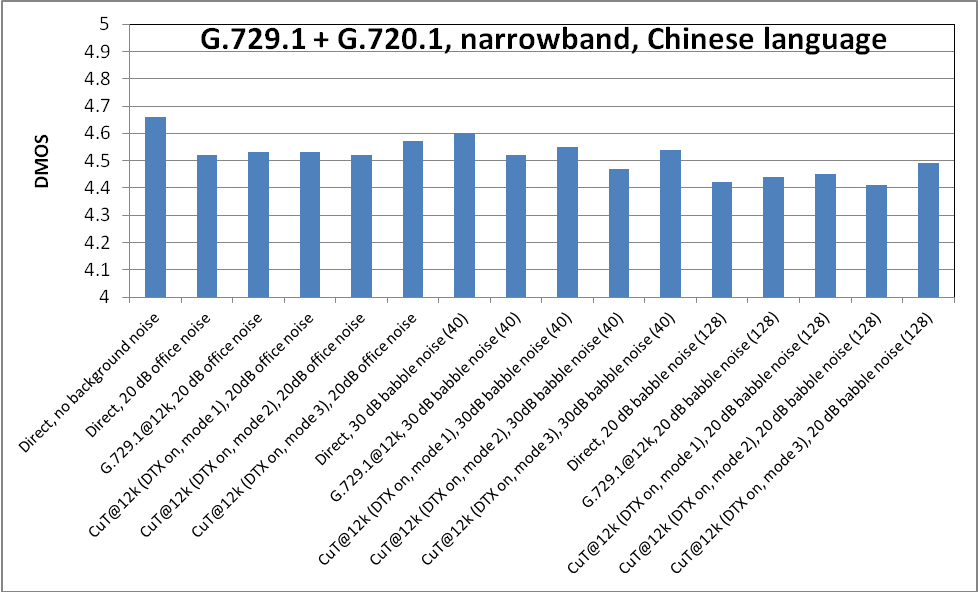 G.729.1 + G.720.1, narrowband, Chinese language
DMOS
5
4.9
4.8
4.7
4.6
4.5
4.4
4.3
4.2
4.1
4
Direct, no background noise
Direct, 20 dB office noise
G.729.1@12k, 20 dB office noise
CuT@12k (DTX on, mode 1), 20dB office noise
CuT@12k (DTX on, mode 2), 20dB office noise
CuT@12k (DTX on, mode 3), 20dB office noise
Direct, 30 dB babble noise (40)
G.729.1@12k, 30 dB babble noise (40)
CuT@12k (DTX on, mode 1), 30dB babble noise (40)
CuT@12k (DTX on, mode 2), 30dB babble noise (40)
CuT@12k (DTX on, mode 3), 30dB babble noise (40)
Direct, 20 dB babble noise (128)
G.729.1@12k, 20 dB babble noise (128)
CuT@12k (DTX on, mode 1), 20 dB babble noise (128)
CuT@12k (DTX on, mode 2), 20 dB babble noise (128)
CuT@12k (DTX on, mode 3), 20 dB babble noise (128)